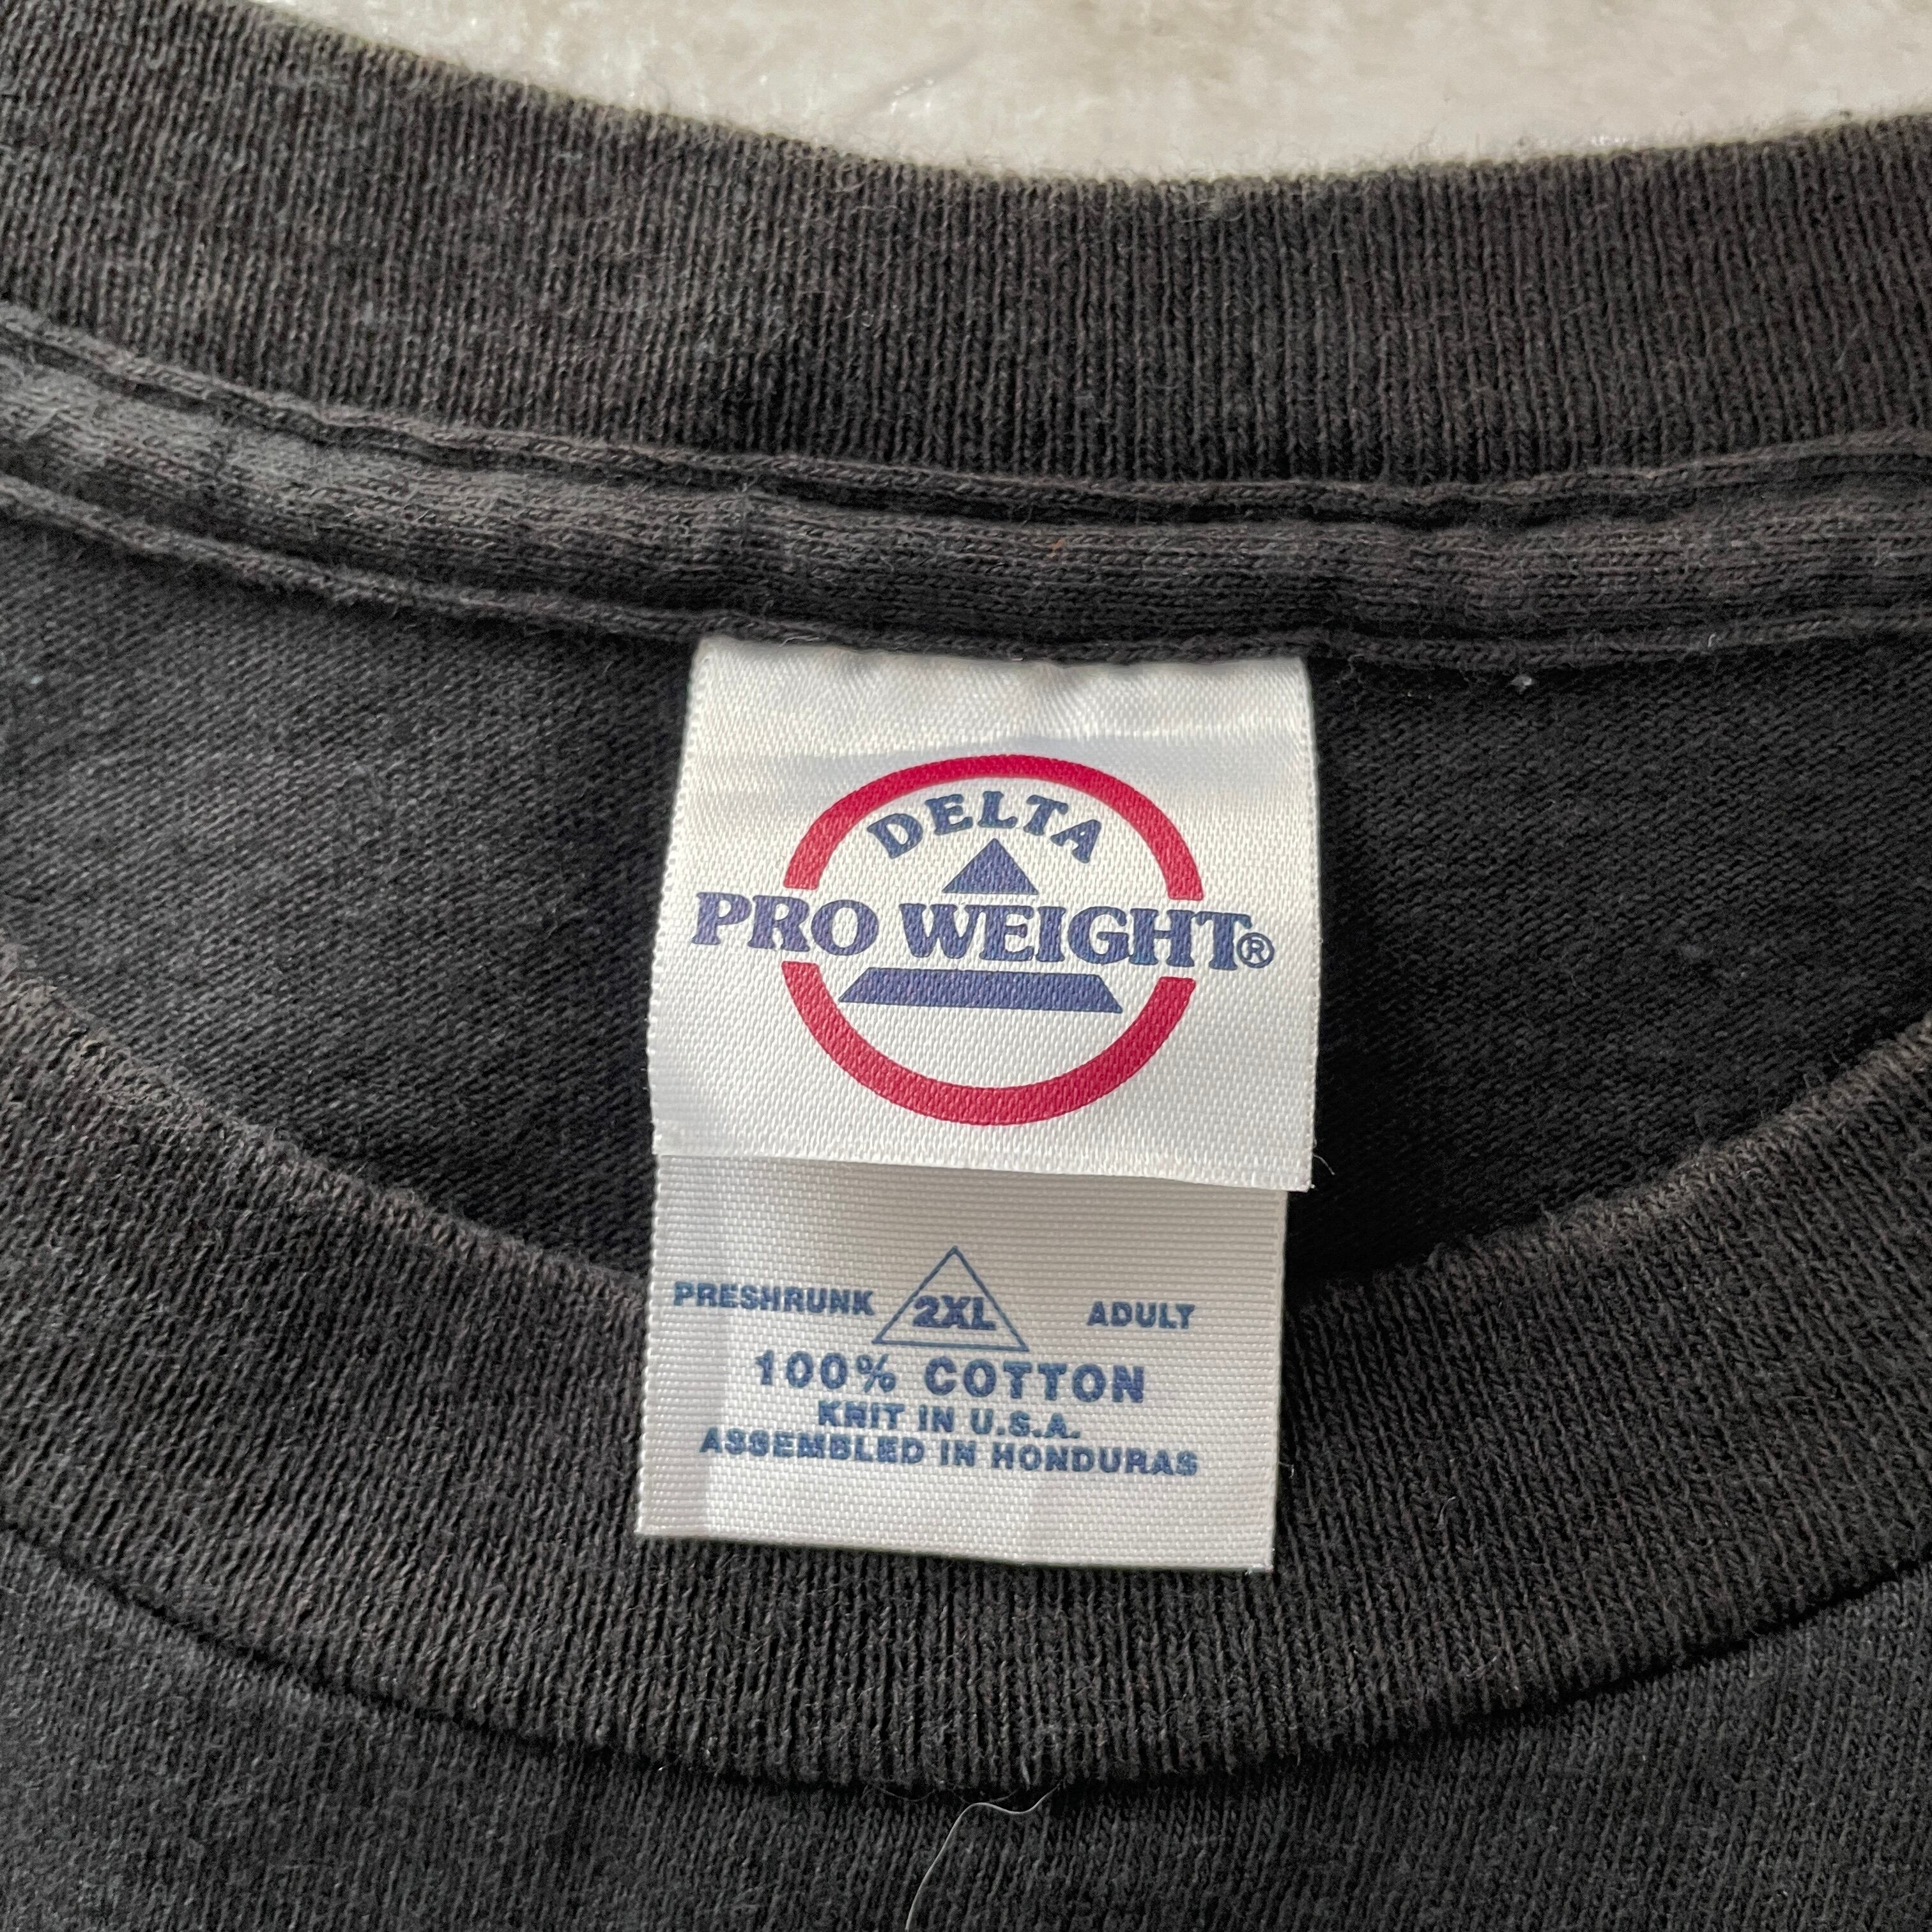 DELTA
PRO WEIGHT®
PRESHRUNK 2XL ADULT
100% COTTON
KNIT IN U.S.A.
ASSEMBLED IN HONDURAS